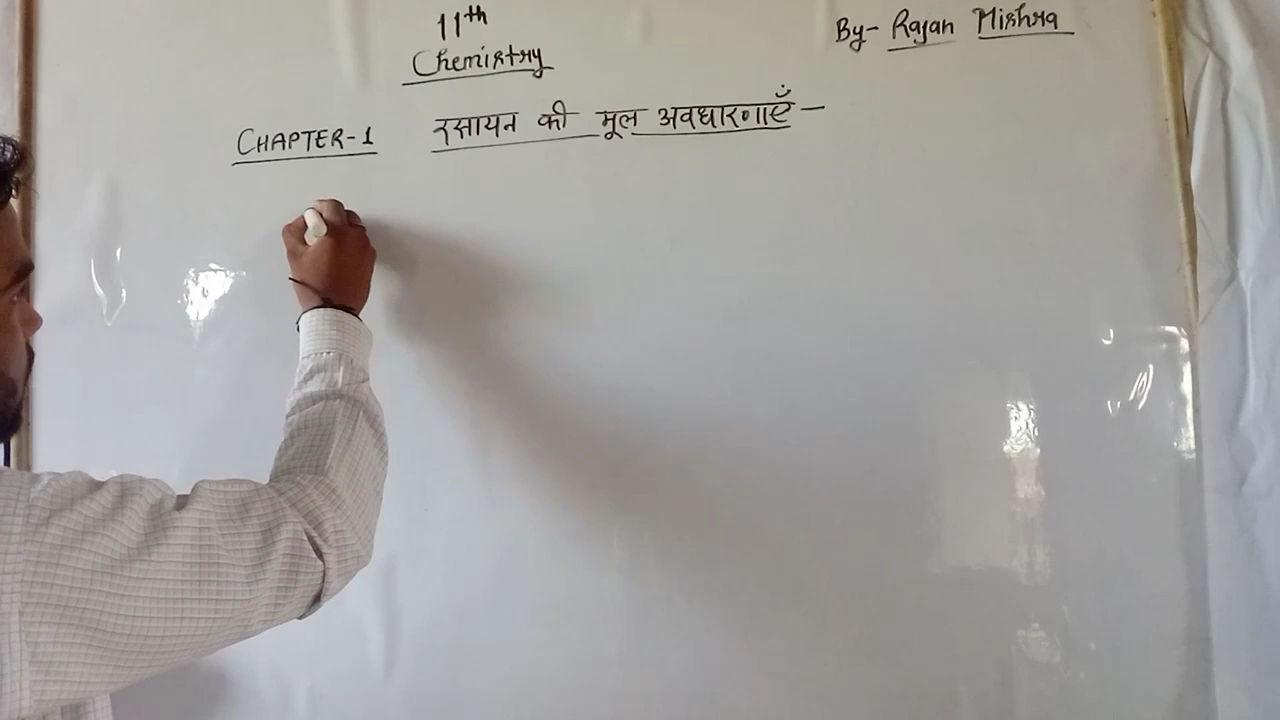 11th
Chemistry
By- Rajan Mishra
CHAPTER-1 रसायन की मूल अवधारणाएँ -